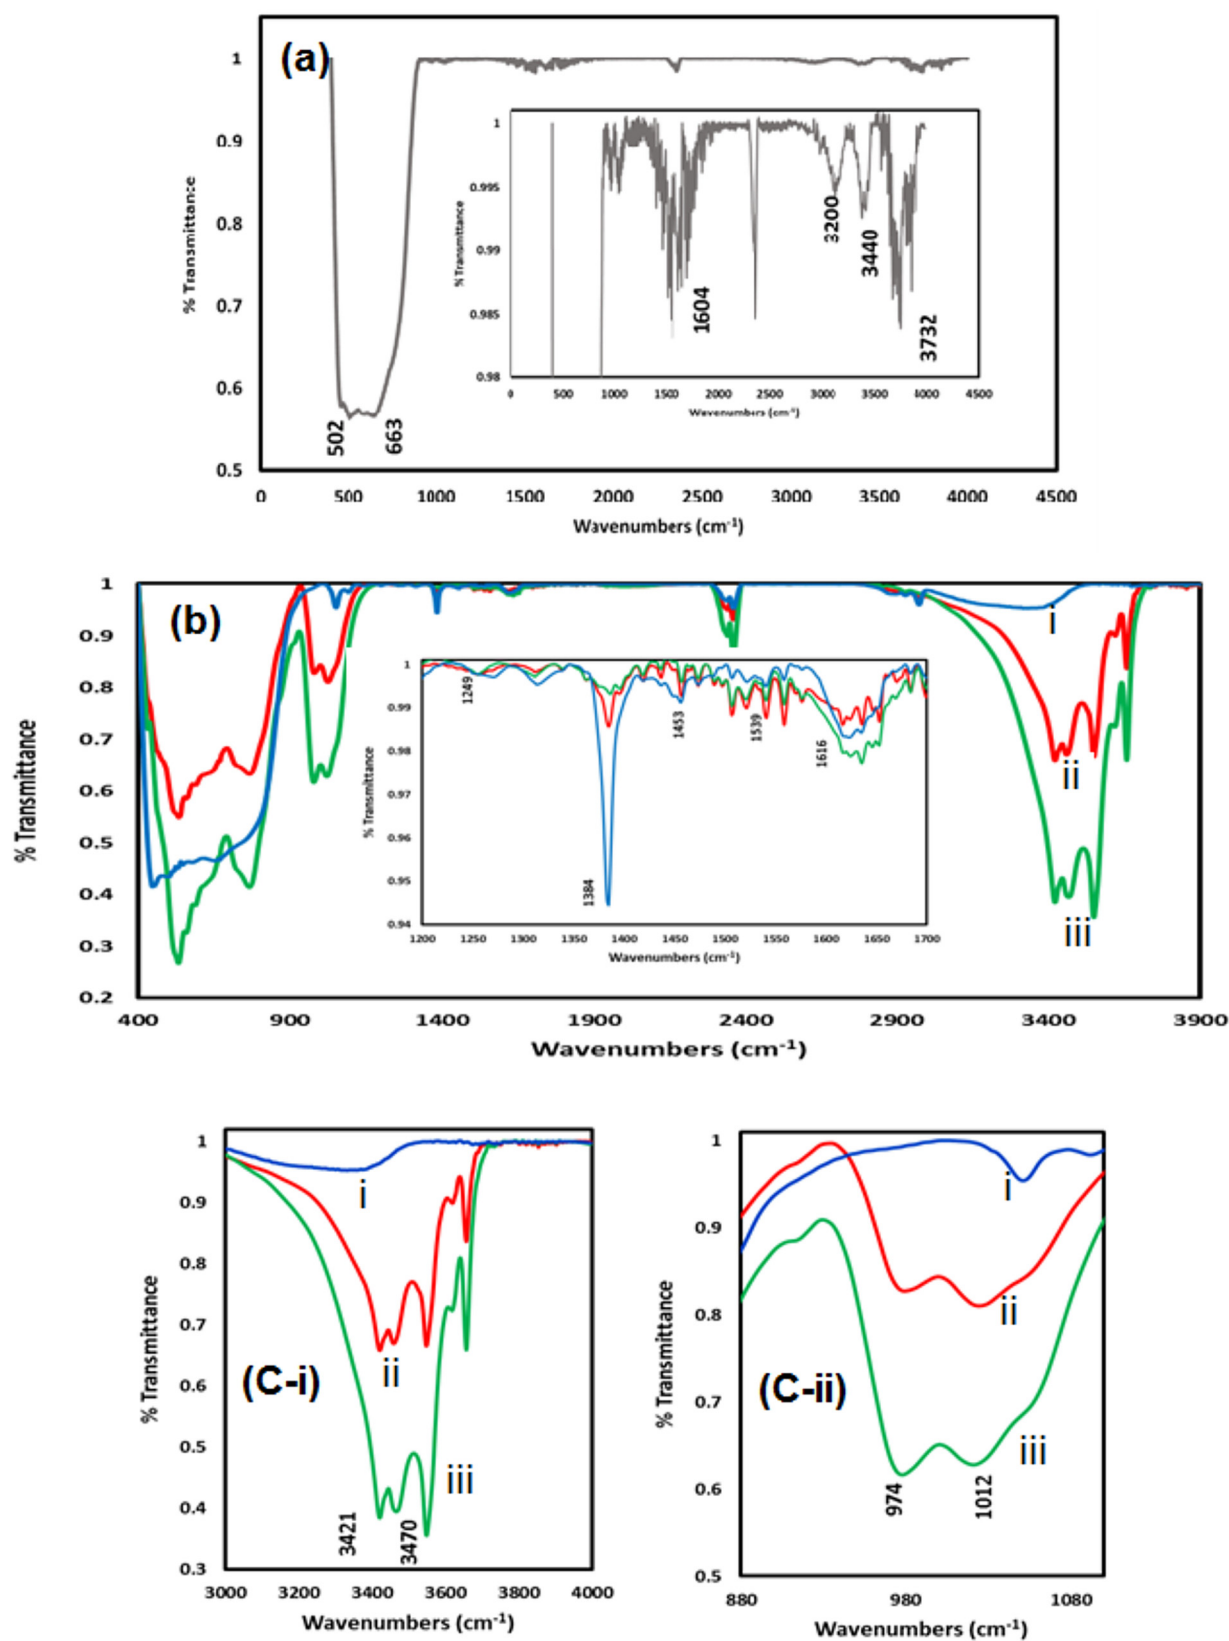 (a)
1
0.9
0.8
0.7
0.6
0.5
% Transmittance
502
663
0 500 1000 1500 2000 2500 3000 3500 4000 4500
Wavenumbers (cm-1)
1
0.995
0.99
0.985
0.98
% Transmittance
1604
3200
3440
3732
0 500 1000 1500 2000 2500 3000 3500 4000 4500
Wavenumbers (cm-1)
(b)
1
0.9
0.8
0.7
0.6
0.5
0.4
0.3
0.2
% Transmittance
i
ii
iii
400 900 1400 1900 2400 2900 3400 3900
Wavenumbers (cm-1)
1
0.99
0.98
0.97
0.96
0.95
0.94
% Transmittance
1249
1384
1453
1539
1616
1200 1250 1300 1350 1400 1450 1500 1550 1600 1650 1700
Wavenumbers (cm-1)
(C-i)
1
0.9
0.8
0.7
0.6
0.5
0.4
0.3
% Transmittance
i
ii
iii
3421
3470
3000 3200 3400 3600 3800 4000
Wavenumbers (cm-1)
(C-ii)
1
0.9
0.8
0.7
0.6
0.5
% Transmittance
i
ii
iii
974
1012
880 980 1080
Wavenumbers (cm-1)